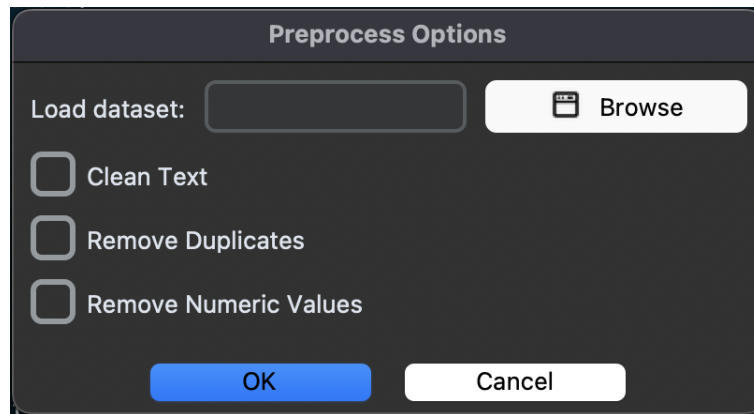 Preprocess Options
Load dataset: Browse
Clean Text
Remove Duplicates
Remove Numeric Values
OK Cancel